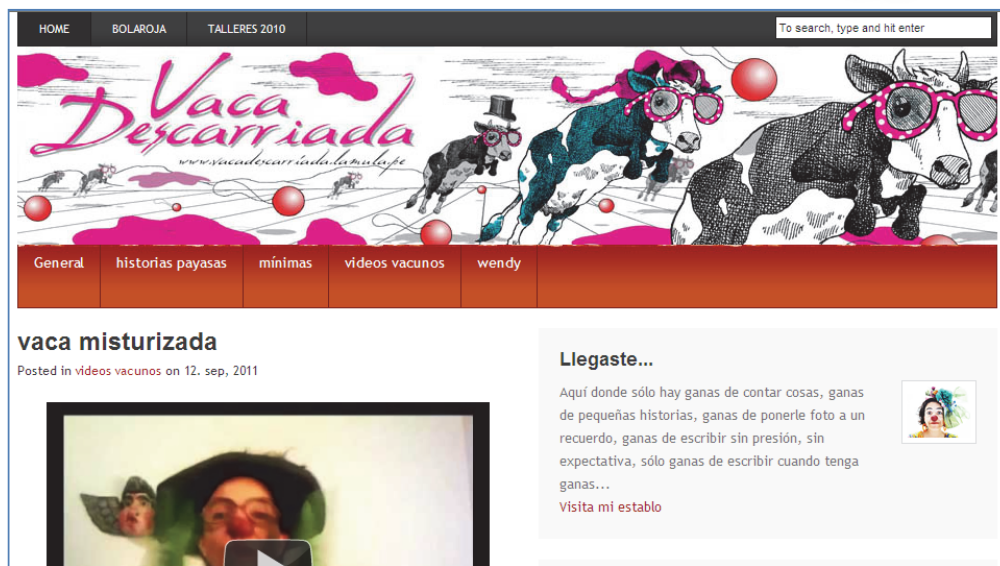 HOME BOLAROJA TALLERES 2010
To search, type and hit enter
Vaca
Descarriada
www.vacadescarriada.lamula.pe
General historias payasas mínimas videos vacunos wendy
vaca misturizada
Posted in videos vacunos on 12. sep, 2011
Llegaste...
Aquí donde sólo hay ganas de contar cosas, ganas
de pequeñas historias, ganas de ponerle foto a un
recuerdo, ganas de escribir sin presión, sin
expectativa, sólo ganas de escribir cuando tenga
ganas...
Visita mi establo